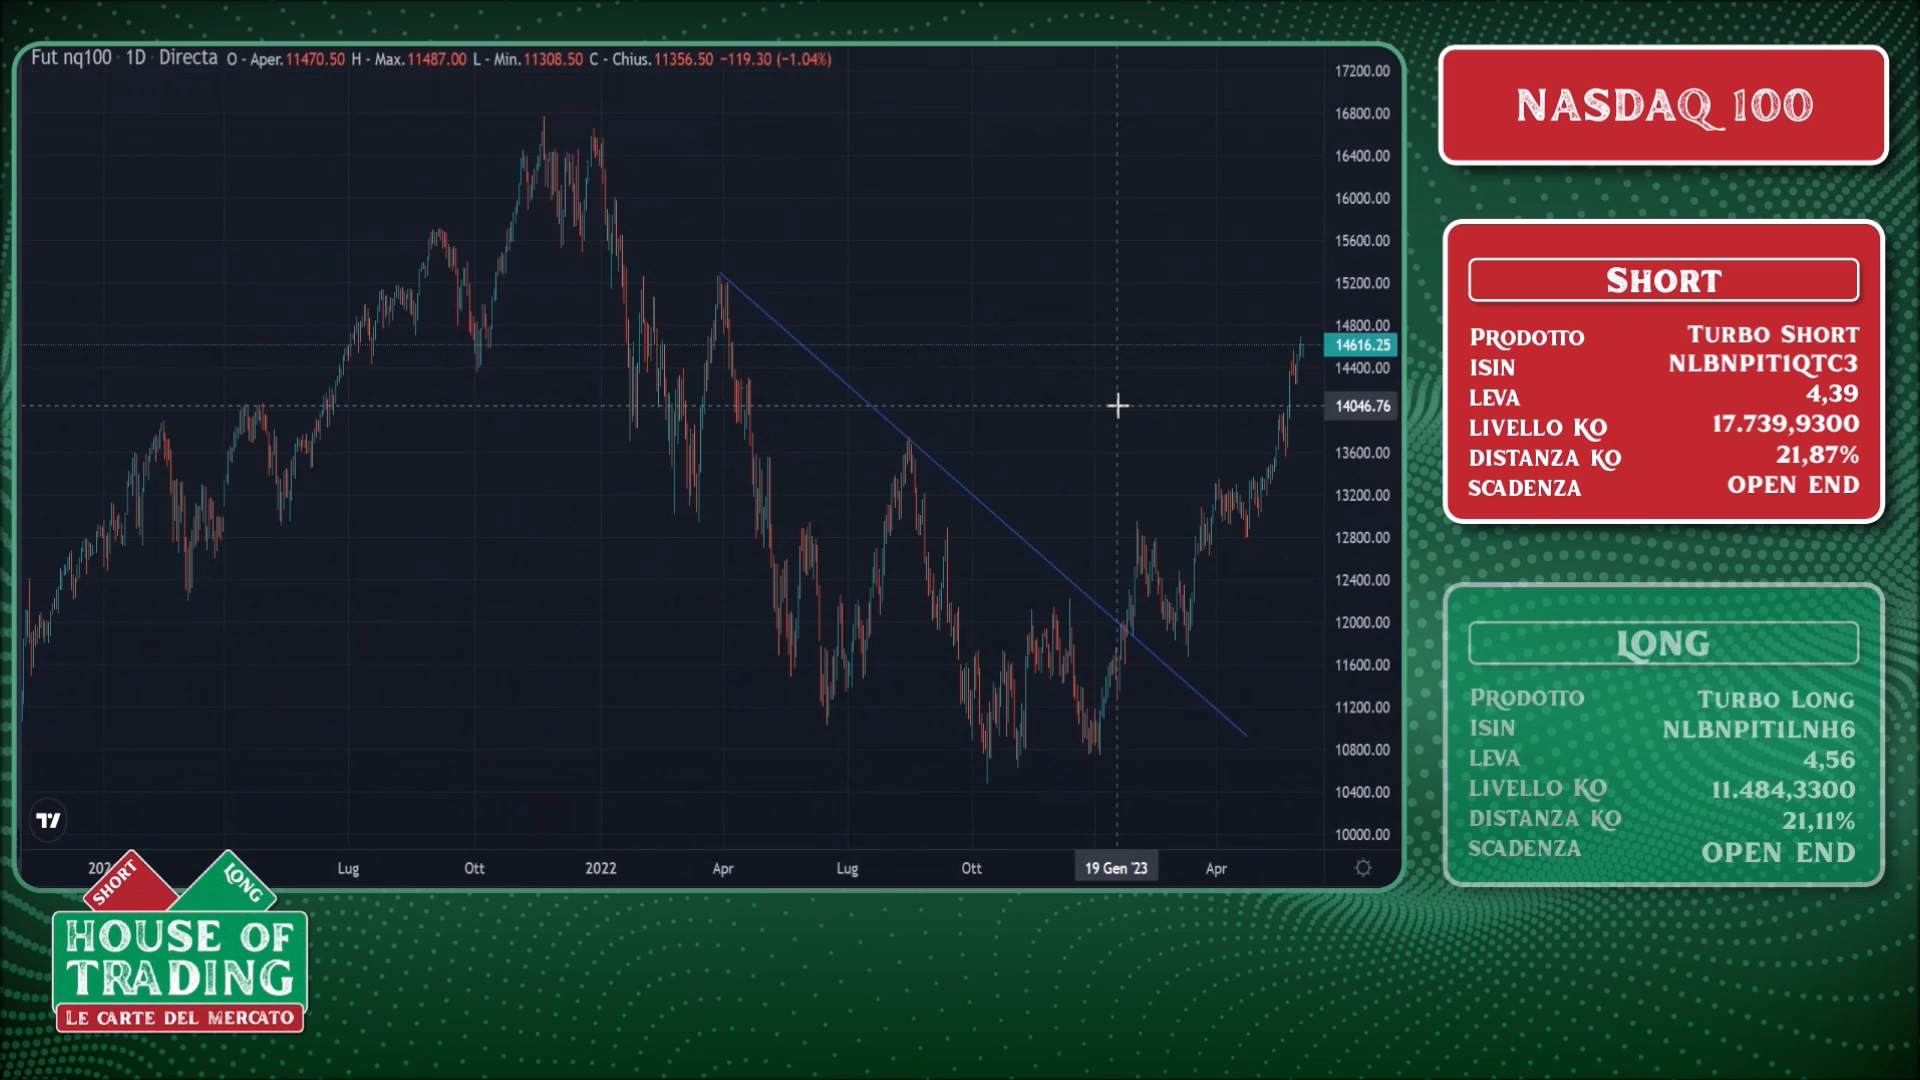 Fut nq100 · 1D · Directa O - Aper. 11470.50 H - Max. 11487.00 L - Min. 11308.50 C - Chius. 11356.50 −119.30 (−1.04%)
17200.00
16800.00
16400.00
16000.00
15600.00
15200.00
14800.00
14616.25
14400.00
14046.76
13600.00
13200.00
12800.00
12400.00
12000.00
11600.00
11200.00
10800.00
10400.00
10000.00
Lug Ott 2022 Apr Lug Ott 19 Gen '23 Apr
NASDAQ 100
SHORT
PRODOTTO TURBO SHORT
ISIN NLBNPIT1QTC3
LEVA 4,39
LIVELLO KO 17.739,9300
DISTANZA KO 21,87%
SCADENZA OPEN END
LONG
PRODOTTO TURBO LONG
ISIN NLBNPIT1LNH6
LEVA 4,56
LIVELLO KO 11.484,3300
DISTANZA KO 21,11%
SCADENZA OPEN END
SHORT LONG
HOUSE OF
TRADING
LE CARTE DEL MERCATO